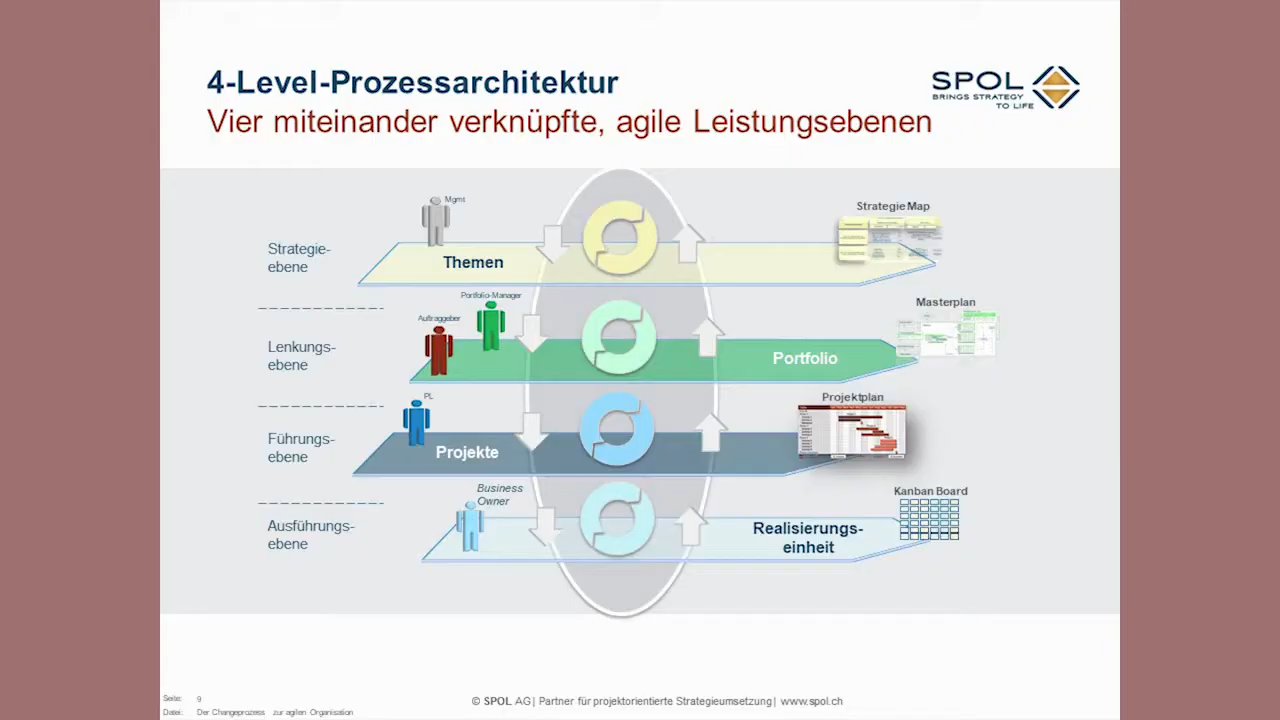 4-Level-Prozessarchitektur
Vier miteinander verknüpfte, agile Leistungsebenen
SPOL
BRINGS STRATEGY
TO LIFE
Mgmt
Strategie Map
Strategie-
ebene
Themen
Portfolio-Manager
Masterplan
Auftraggeber
Lenkungs-
ebene
Portfolio
PL
Projektplan
Führungs-
ebene
Projekte
Business
Owner
Kanban Board
Ausführungs-
ebene
Realisierungs-
einheit
Seite: 9
© SPOL AG | Partner für projektorientierte Strategieumsetzung | www.spol.ch
Datei: Der Changeprozess zur agilen Organisation